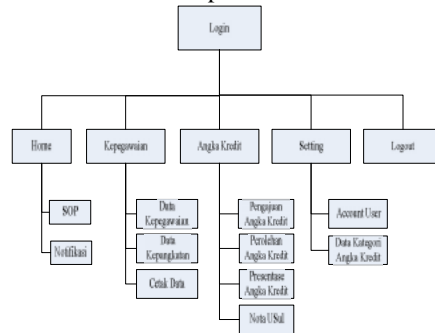 Login
Home
Kepegawaian
Angka Kredit
Setting
Logout
SOP
Notifikasi
Data
Kepegawaian
Data
Kepangkatan
Cetak Data
Pengajuan
Angka Kredit
Perolehan
Angka Kredit
Presentase
Angka Kredit
Nota USul
Account User
Data Kategori
Angka Kredit